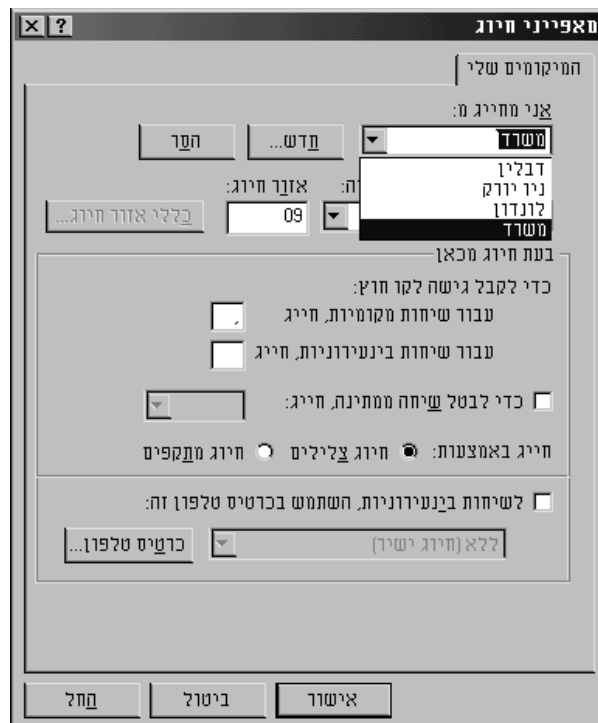 מאפייני חיוג
המיקומים שלי
אני מחייג מ:
משרד חדש... הסר
דבלין
ניו יורק
לונדון
משרד
אזור חיוג:
09 כללי אזור חיוג...
בעת חיוג מכאן
כדי לקבל גישה לקו חוץ:
עבור שיחות מקומיות, חייג ,
עבור שיחות בינעירוניות, חייג
כדי לבטל שיחה ממתינה, חייג:
חייג באמצעות: חיוג צלילים חיוג מתקפים
לשיחות בינעירוניות, השתמש בכרטיס טלפון זה:
ללא (חיוג ישיר) כרטיס טלפון...
אישור ביטול החל